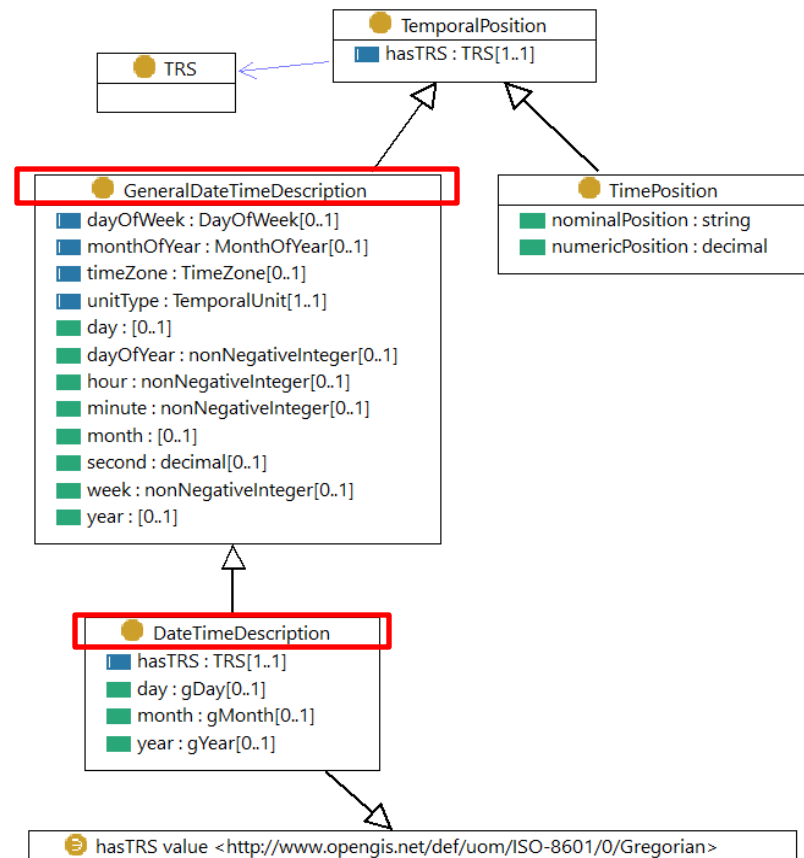 TemporalPosition
hasTRS : TRS[1..1]
TRS
GeneralDateTimeDescription
dayOfWeek : DayOfWeek[0..1]
monthOfYear : MonthOfYear[0..1]
timeZone : TimeZone[0..1]
unitType : TemporalUnit[1..1]
day : [0..1]
dayOfYear : nonNegativeInteger[0..1]
hour : nonNegativeInteger[0..1]
minute : nonNegativeInteger[0..1]
month : [0..1]
second : decimal[0..1]
week : nonNegativeInteger[0..1]
year : [0..1]
TimePosition
nominalPosition : string
numericPosition : decimal
DateTimeDescription
hasTRS : TRS[1..1]
day : gDay[0..1]
month : gMonth[0..1]
year : gYear[0..1]
hasTRS value <http://www.opengis.net/def/uom/ISO-8601/0/Gregorian>